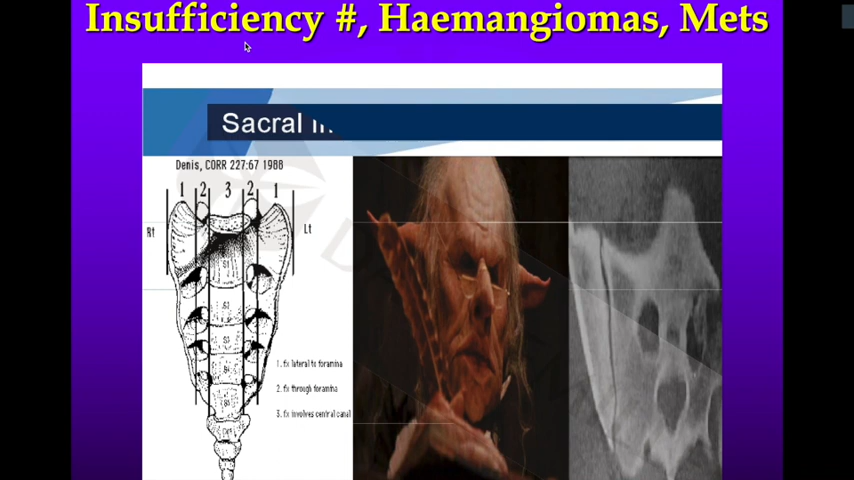 Insufficiency #, Haemangiomas, Mets
Sacral
Denis, CORR 227:67 1988
1 2 3 2 1
Rt
Lt
S1
1. fx lateral to foramina
2. fx through foramina
3. fx involves central canal